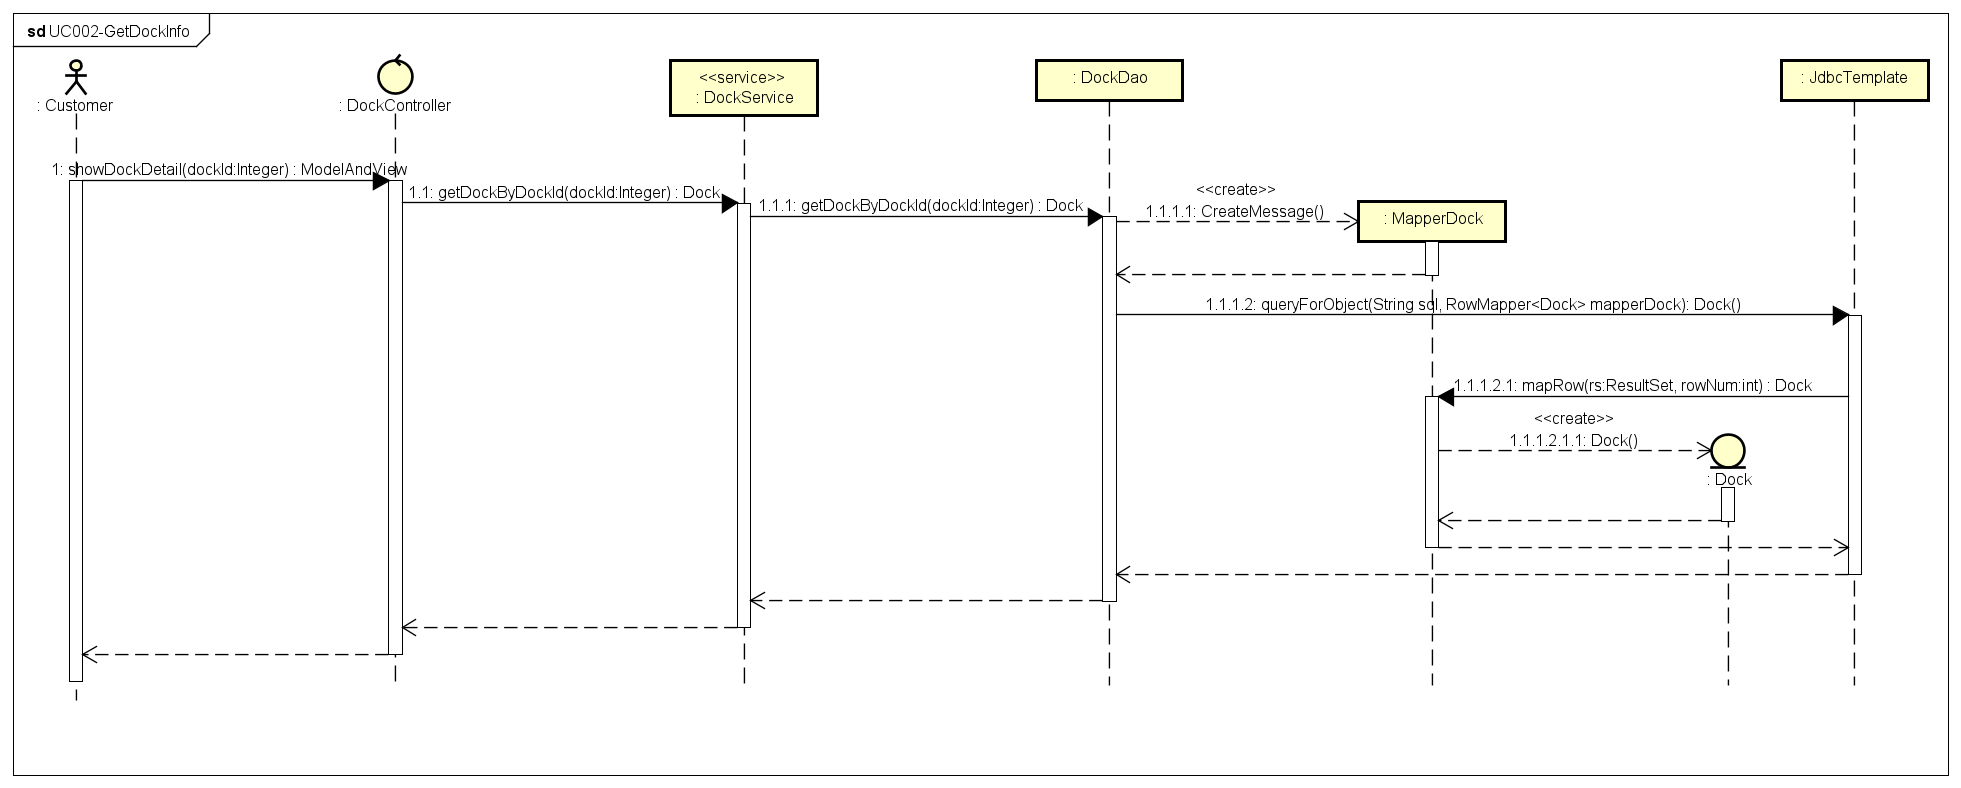 sd UC002-GetDockInfo
: Customer
: DockController
<<service>>
: DockService
: DockDao
: JdbcTemplate
1: showDockDetail(dockId:Integer) : ModelAndView
1.1: getDockByDockId(dockId:Integer) : Dock
1.1.1: getDockByDockId(dockId:Integer) : Dock
<<create>>
1.1.1.1: CreateMessage()
: MapperDock
1.1.1.2: queryForObject(String sql, RowMapper<Dock> mapperDock): Dock()
1.1.1.2.1: mapRow(rs:ResultSet, rowNum:int) : Dock
<<create>>
1.1.1.2.1.1: Dock()
: Dock